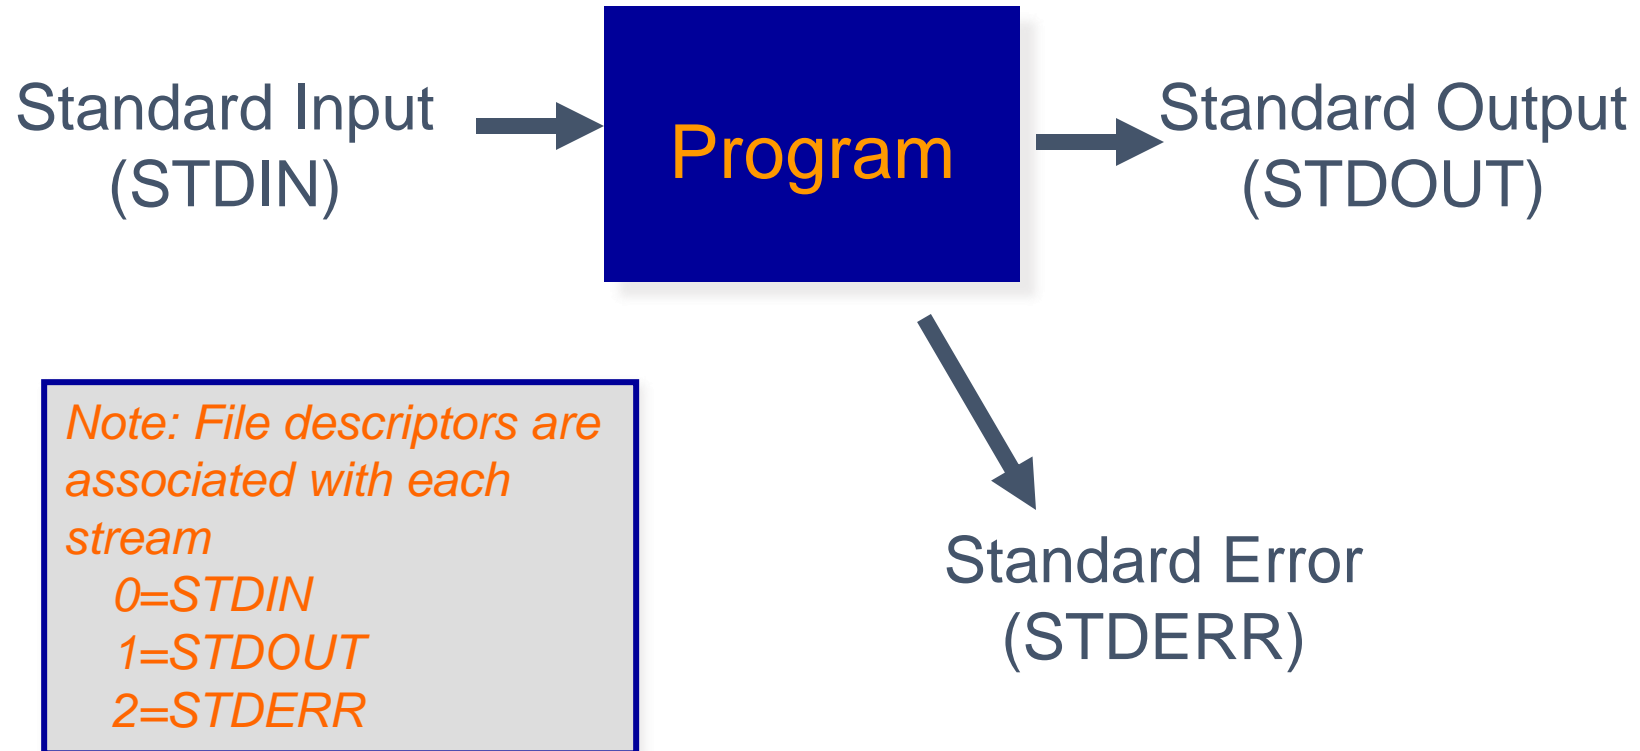 Standard Input
(STDIN)
Program
Standard Output
(STDOUT)
Note: File descriptors are
associated with each
stream
0=STDIN
1=STDOUT
2=STDERR
Standard Error
(STDERR)